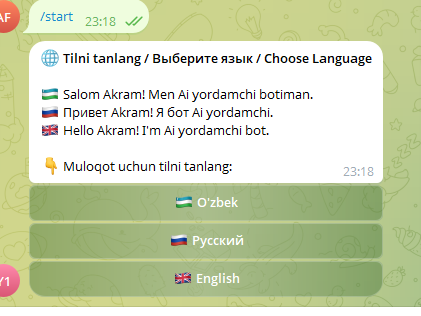 AF
/start
23:18
🌐 Tilni tanlang / Выберите язык / Choose Language
🇺🇿 Salom Akram! Men Ai yordamchi botiman.
🇷🇺 Привет Akram! Я бот Ai yordamchi.
🇬🇧 Hello Akram! I'm Ai yordamchi bot.
👇 Muloqot uchun tilni tanlang:
23:18
🇺🇿 O'zbek
🇷🇺 Русский
🇬🇧 English
Y1